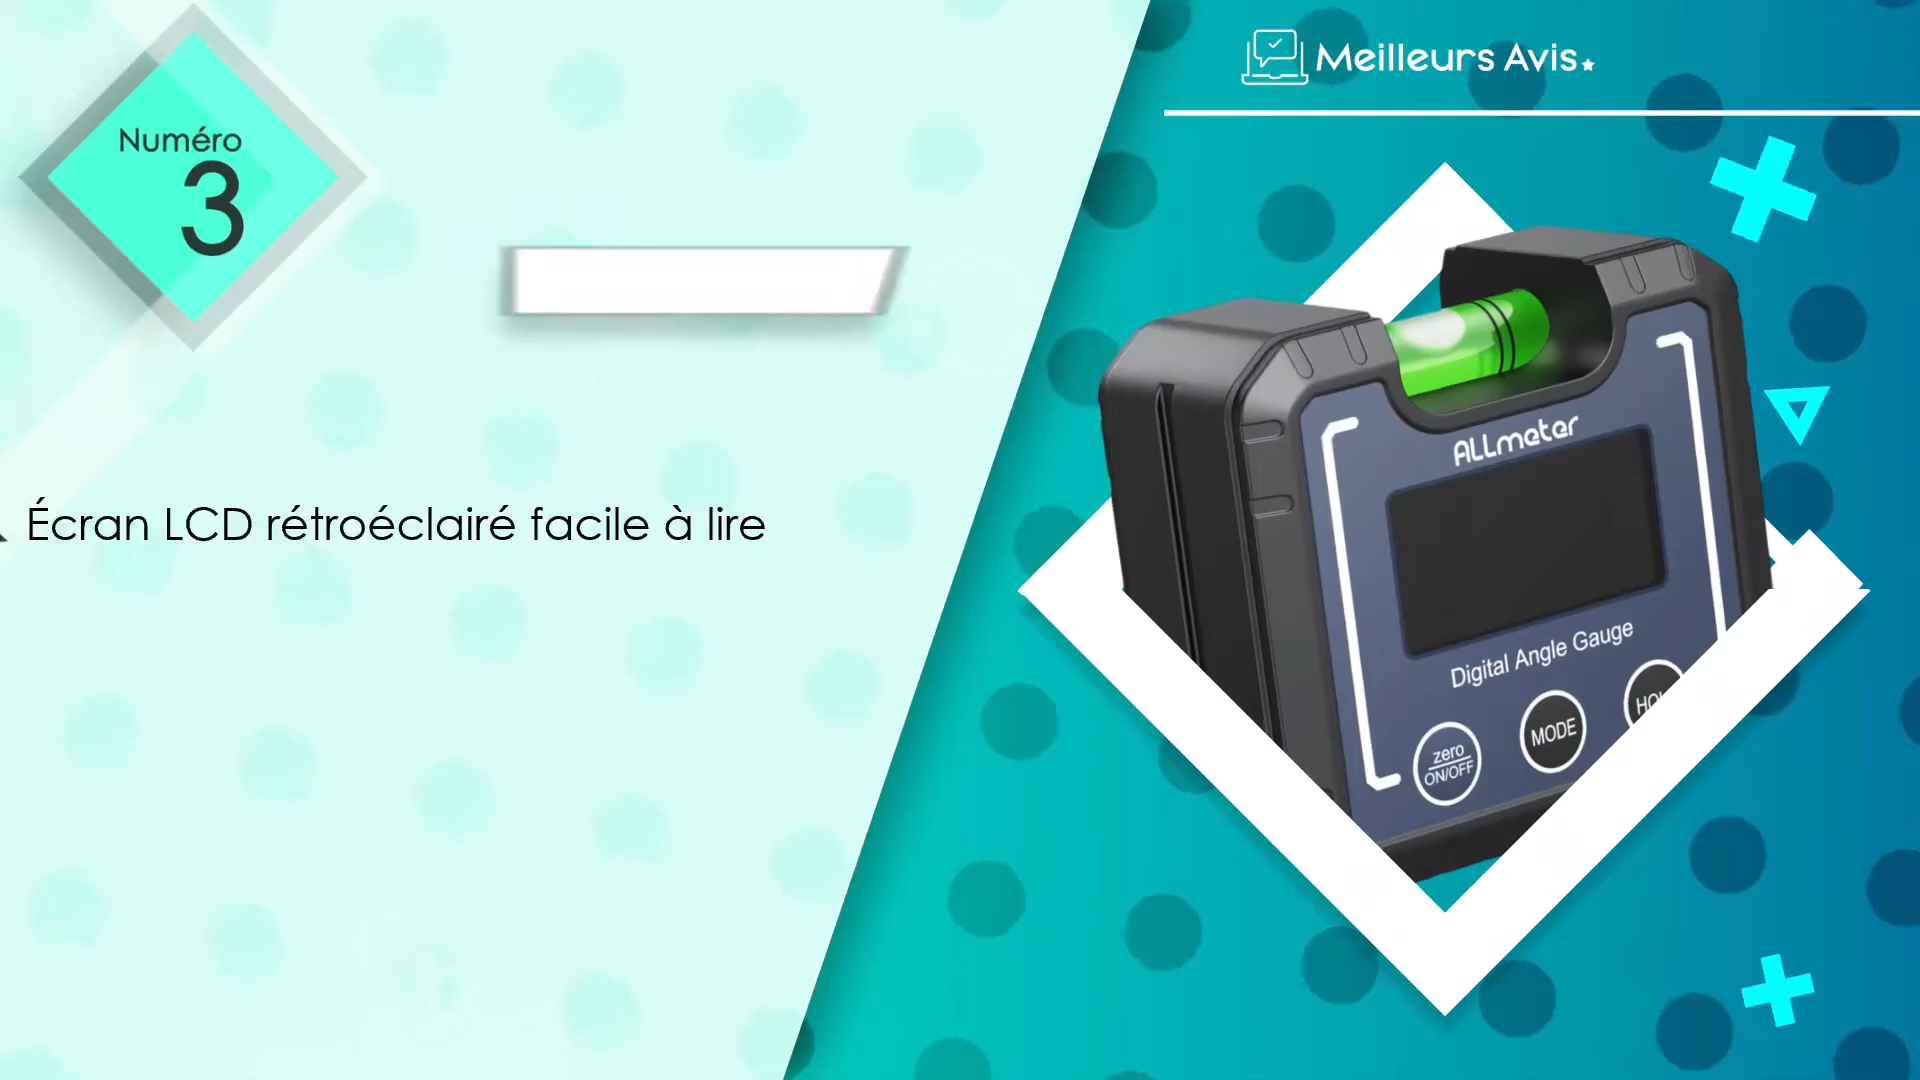 Numéro
3
Meilleurs Avis
Écran LCD rétroéclairé facile à lire
ALLmeter
Digital Angle Gauge
zero
ON/OFF
MODE